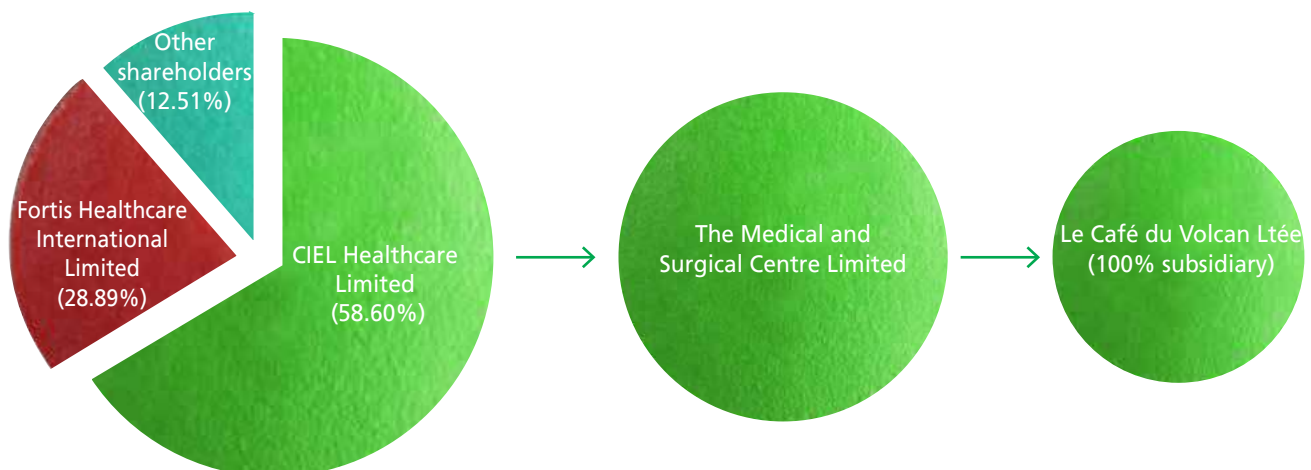 Other
shareholders
(12.51%)
Fortis Healthcare
International
Limited
(28.89%)
CIEL Healthcare
Limited
(58.60%)
The Medical and
Surgical Centre Limited
Le Café du Volcan Ltée
(100% subsidiary)